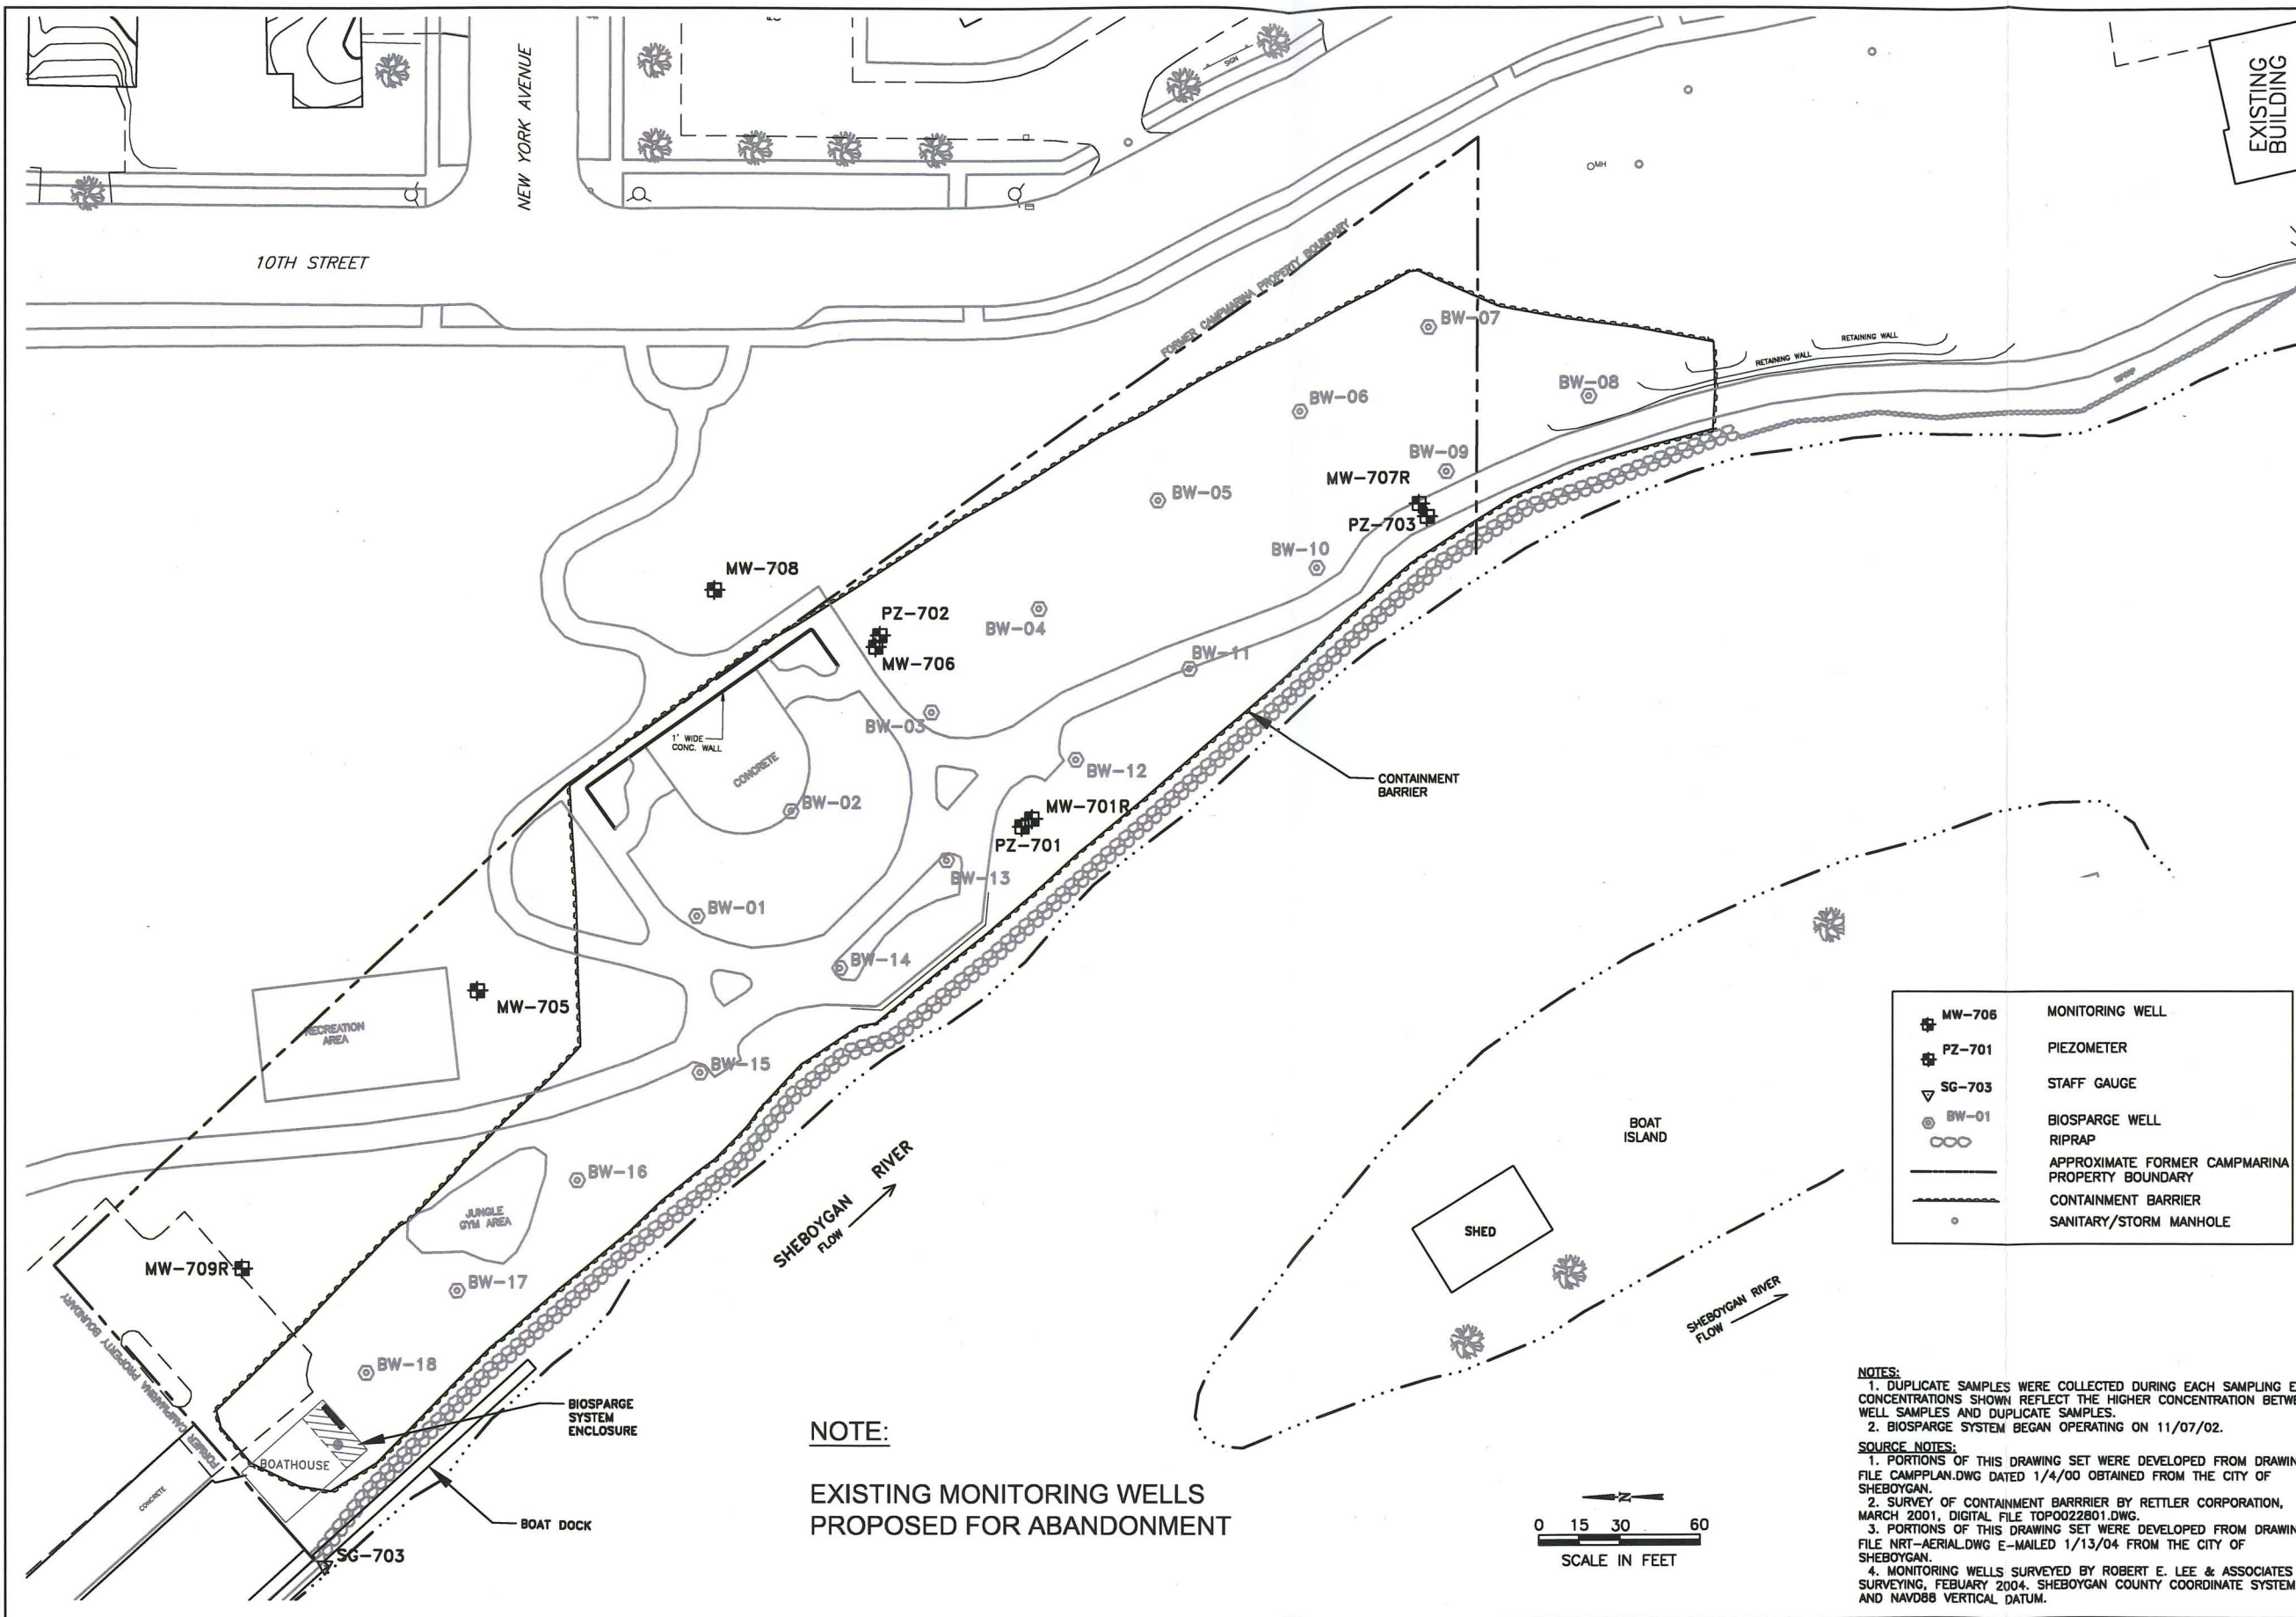 SIGN
EXISTING
BUILDING
NEW YORK AVENUE
MH
10TH STREET
FORMER CAMPMARINA PROPERTY BOUNDARY
BW-07
RETAINING WALL
RETAINING WALL
RIPRAP
BW-08
BW-06
BW-09
MW-707R
BW-05
PZ-703
BW-10
MW-708
PZ-702
BW-04
MW-706
BW-11
BW-03
1' WIDE
CONC. WALL
CONCRETE
BW-12
CONTAINMENT
BARRIER
BW-02
MW-701R
PZ-701
BW-13
BW-01
BW-14
MW-705
RECREATION
AREA
BW-15
BOAT
ISLAND
SHEBOYGAN RIVER
FLOW
BW-16
JUNGLE
GYM AREA
SHED
MW-709R
BW-17
SHEBOYGAN RIVER
FLOW
FORMER CAMPMARINA PROPERTY BOUNDARY
BW-18
BIOSPARGE
SYSTEM
ENCLOSURE
BOATHOUSE
CONCRETE
BOAT DOCK
SG-703
NOTE:
EXISTING MONITORING WELLS
PROPOSED FOR ABANDONMENT
N
0 15 30 60
SCALE IN FEET
MW-706 MONITORING WELL
PZ-701 PIEZOMETER
SG-703 STAFF GAUGE
BW-01 BIOSPARGE WELL
RIPRAP
APPROXIMATE FORMER CAMPMARINA
PROPERTY BOUNDARY
CONTAINMENT BARRIER
SANITARY/STORM MANHOLE
NOTES:
1. DUPLICATE SAMPLES WERE COLLECTED DURING EACH SAMPLING E
CONCENTRATIONS SHOWN REFLECT THE HIGHER CONCENTRATION BETWE
WELL SAMPLES AND DUPLICATE SAMPLES.
2. BIOSPARGE SYSTEM BEGAN OPERATING ON 11/07/02.
SOURCE NOTES:
1. PORTIONS OF THIS DRAWING SET WERE DEVELOPED FROM DRAWIN
FILE CAMPPLAN.DWG DATED 1/4/00 OBTAINED FROM THE CITY OF
SHEBOYGAN.
2. SURVEY OF CONTAINMENT BARRRIER BY RETTLER CORPORATION,
MARCH 2001, DIGITAL FILE TOPO022801.DWG.
3. PORTIONS OF THIS DRAWING SET WERE DEVELOPED FROM DRAWIN
FILE NRT-AERIAL.DWG E-MAILED 1/13/04 FROM THE CITY OF
SHEBOYGAN.
4. MONITORING WELLS SURVEYED BY ROBERT E. LEE & ASSOCIATES
SURVEYING, FEBUARY 2004. SHEBOYGAN COUNTY COORDINATE SYSTEM
AND NAVD88 VERTICAL DATUM.